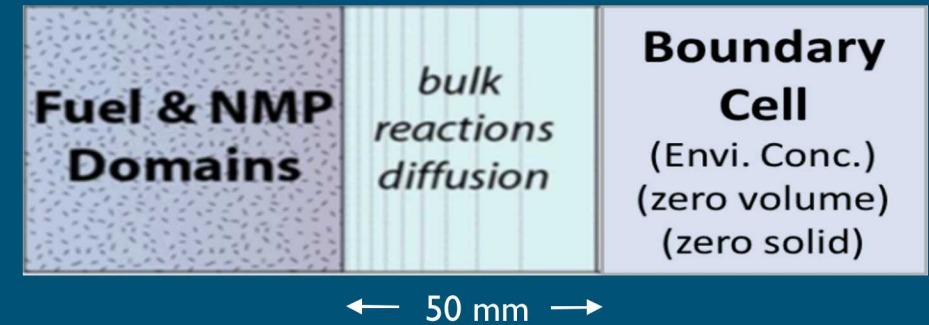 Fuel & NMP
Domains
bulk
reactions
diffusion
Boundary
Cell
(Envi. Conc.)
(zero volume)
(zero solid)
50 mm